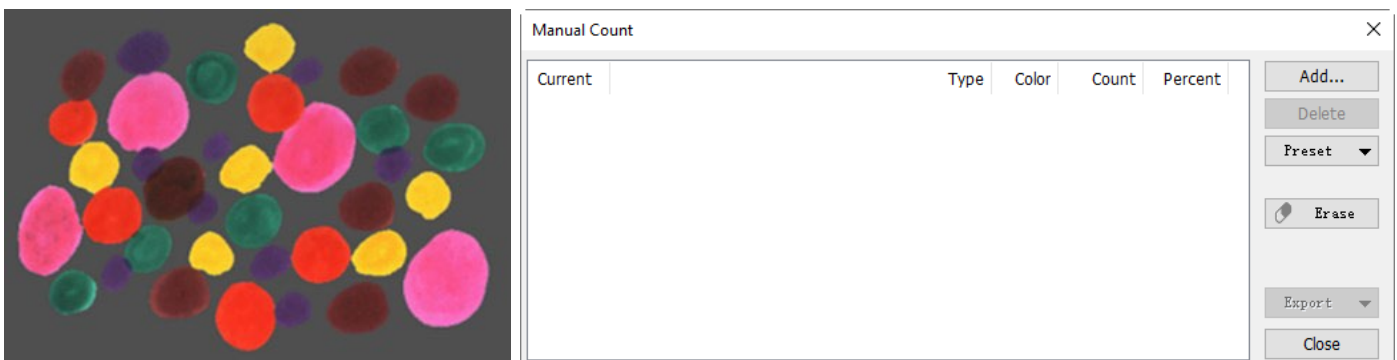 Manual Count
Current Type Color Count Percent
Add...
Delete
Preset
Erase
Export
Close